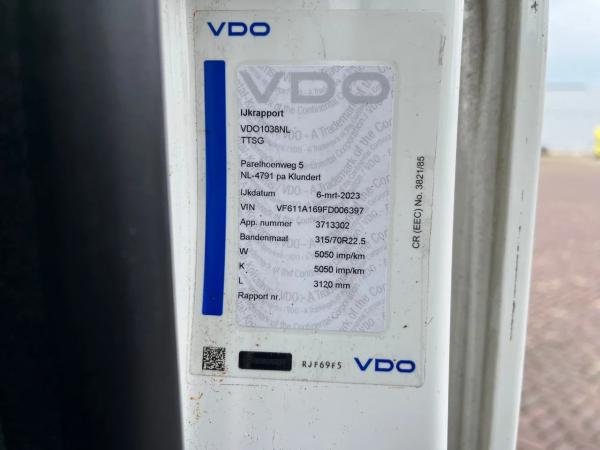 VDO
VDO
IJkrapport
VDO1038NL
TTSG
Parelhoenweg 5
NL-4791 pa Klundert
IJkdatum 6-mrt-2023
VIN VF611A169FD006397
App. nummer 3713302
Bandenmaat 315/70R22.5
W 5050 imp/km
K 5050 imp/km
L 3120 mm
Rapport nr.
CR (EEC) No. 3821/85
RJF69F5
VDO